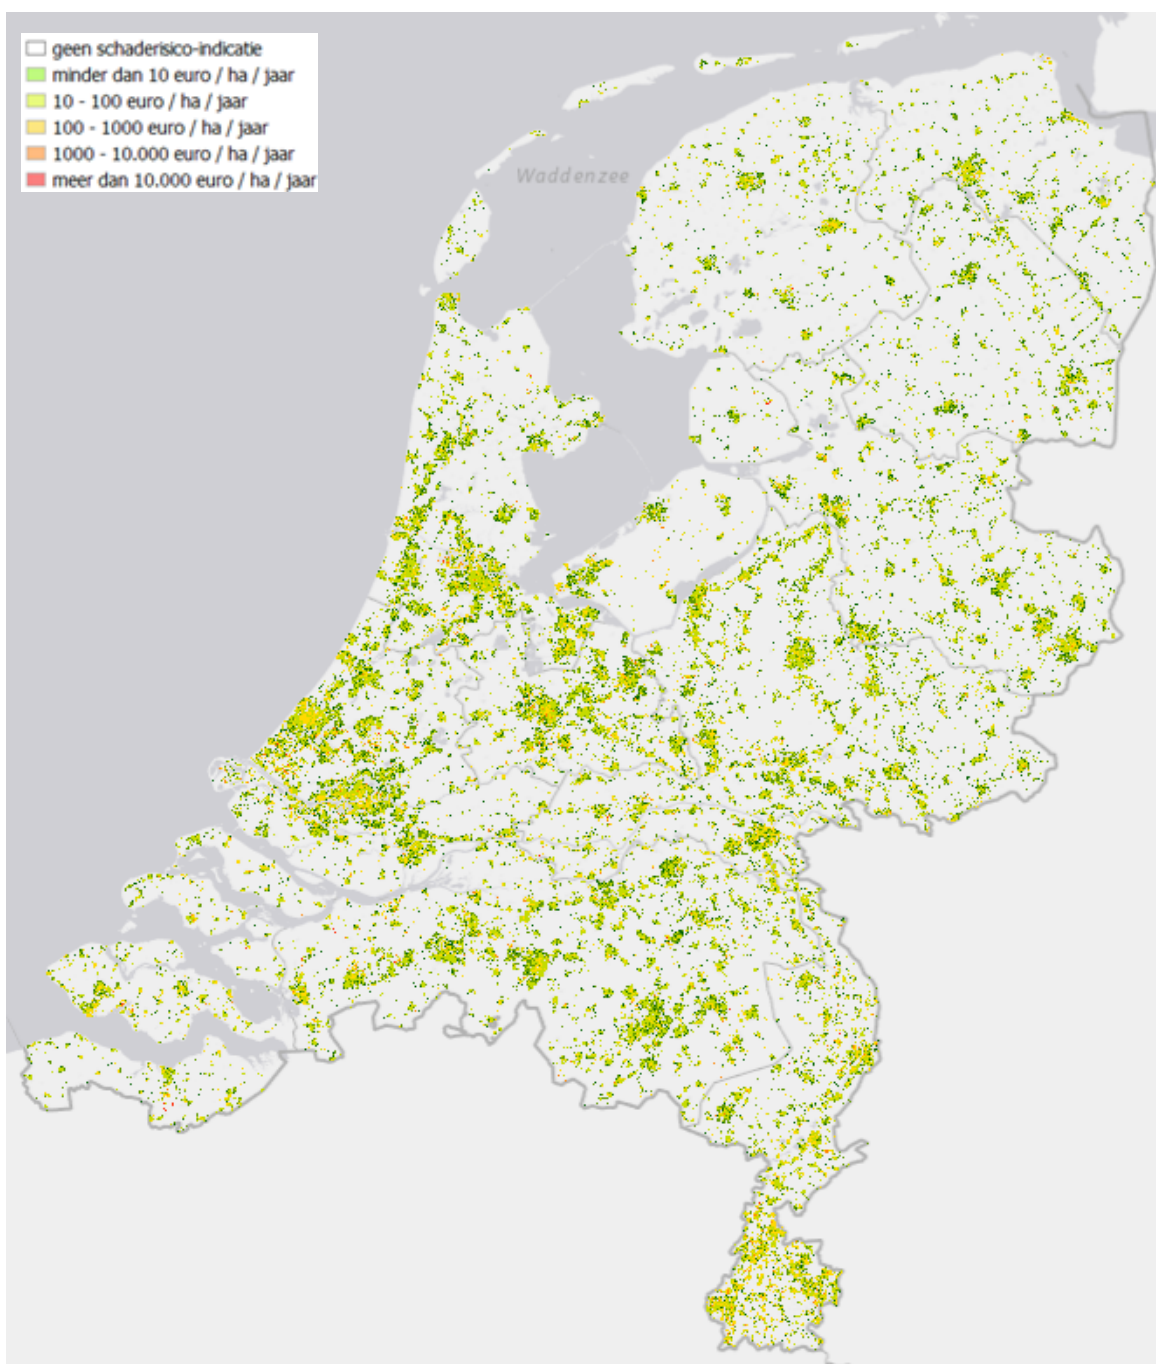 geen schaderisico-indicatie
minder dan 10 euro / ha / jaar
10 - 100 euro / ha / jaar
100 - 1000 euro / ha / jaar
1000 - 10.000 euro / ha / jaar
meer dan 10.000 euro / ha / jaar
Waddenzee